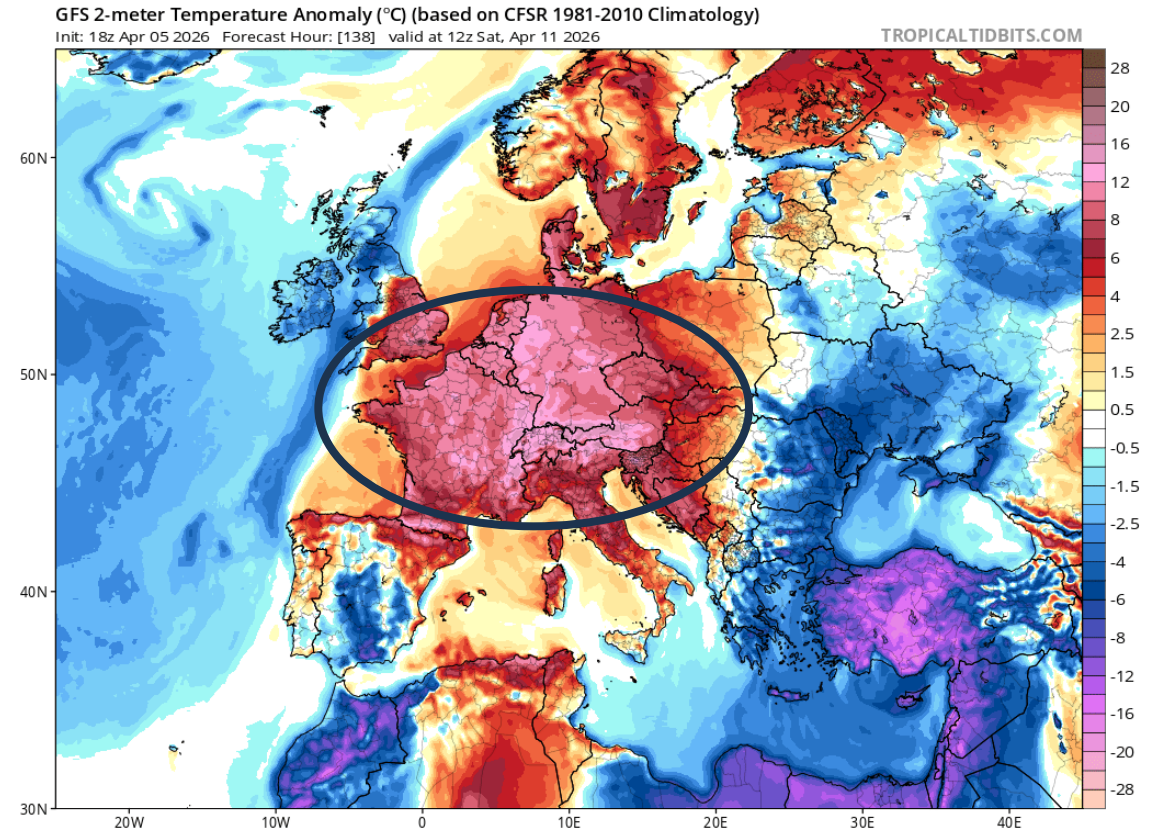 GFS 2-meter Temperature Anomaly (°C) (based on CFSR 1981-2010 Climatology)
Init: 18z Apr 05 2026 Forecast Hour: [138] valid at 12z Sat, Apr 11 2026
TROPICALTIDBITS.COM
60N
50N
40N
30N
20W
10W
0
10E
20E
30E
40E
28
20
16
12
8
6
4
2.5
1.5
0.5
-0.5
-1.5
-2.5
-4
-6
-8
-12
-16
-20
-28